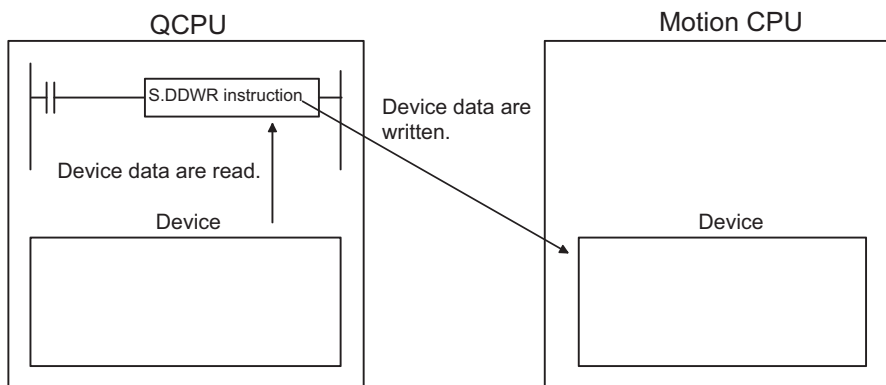 QCPU
Motion CPU
S.DDWR instruction
Device data are
written.
Device data are read.
Device
Device